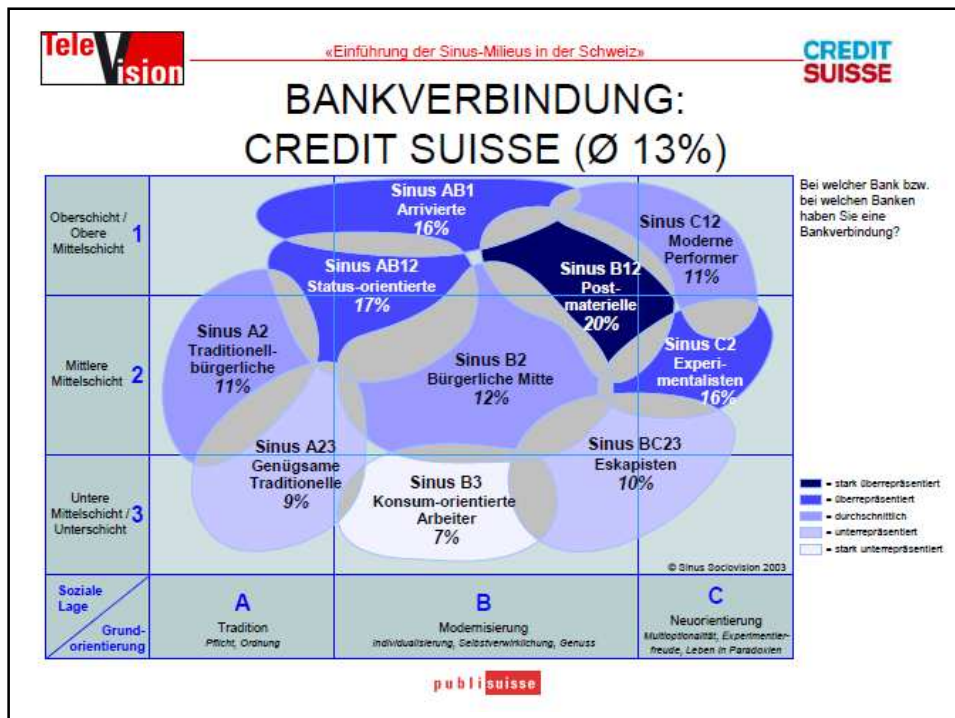 TeleVision
«Einführung der Sinus-Milieus in der Schweiz»
CREDIT
SUISSE
BANKVERBINDUNG:
CREDIT SUISSE (Ø 13%)
Bei welcher Bank bzw.
bei welchen Banken
haben Sie eine
Bankverbindung?
Oberschicht /
Obere
Mittelschicht
1
Mittlere
Mittelschicht
2
Untere
Mittelschicht /
Unterschicht
3
Sinus AB1
Arrivierte
16%
Sinus C12
Moderne
Performer
11%
Sinus AB12
Status-orientierte
17%
Sinus B12
Post-
materielle
20%
Sinus A2
Traditionell-
bürgerliche
11%
Sinus B2
Bürgerliche Mitte
12%
Sinus C2
Experi-
mentalisten
16%
Sinus A23
Genügsame
Traditionelle
9%
Sinus B3
Konsum-orientierte
Arbeiter
7%
Sinus BC23
Eskapisten
10%
= stark überrepräsentiert
= überrepräsentiert
= durchschnittlich
= unterrepräsentiert
= stark unterrepräsentiert
© Sinus Sociovision 2003
Soziale
Lage
Grund-
orientierung
A
Tradition
Pflicht, Ordnung
B
Modernisierung
Individualisierung, Selbstverwirklichung, Genuss
C
Neuorientierung
Multioptionalität, Experimentier-
freude, Leben in Paradoxien
publisuisse